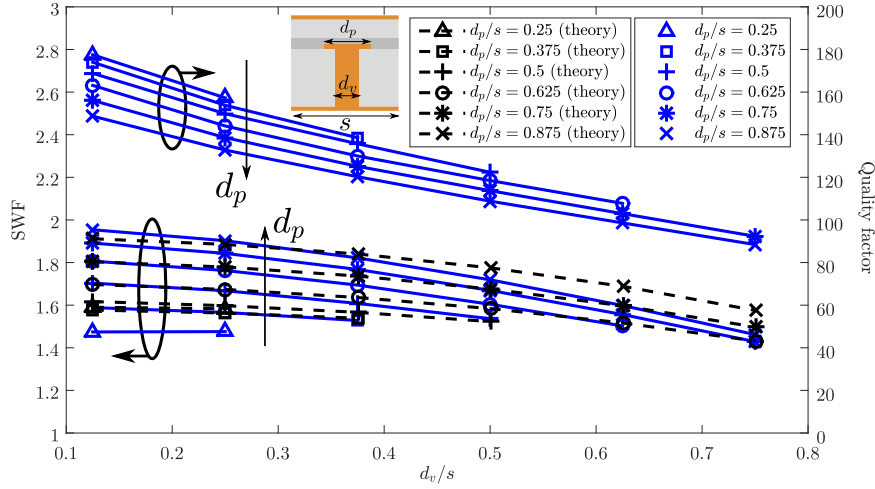 SWF
3
2.8
2.6
2.4
2.2
2
1.8
1.6
1.4
1.2
1
200
180
160
140
120
100
80
60
40
20
0
Quality factor
0.1 0.2 0.3 0.4 0.5 0.6 0.7 0.8
d_v/s
d_p
d_v
s
d_p
d_p
d_p/s = 0.25 (theory)
d_p/s = 0.375 (theory)
d_p/s = 0.5 (theory)
d_p/s = 0.625 (theory)
d_p/s = 0.75 (theory)
d_p/s = 0.875 (theory)
d_p/s = 0.25
d_p/s = 0.375
d_p/s = 0.5
d_p/s = 0.625
d_p/s = 0.75
d_p/s = 0.875